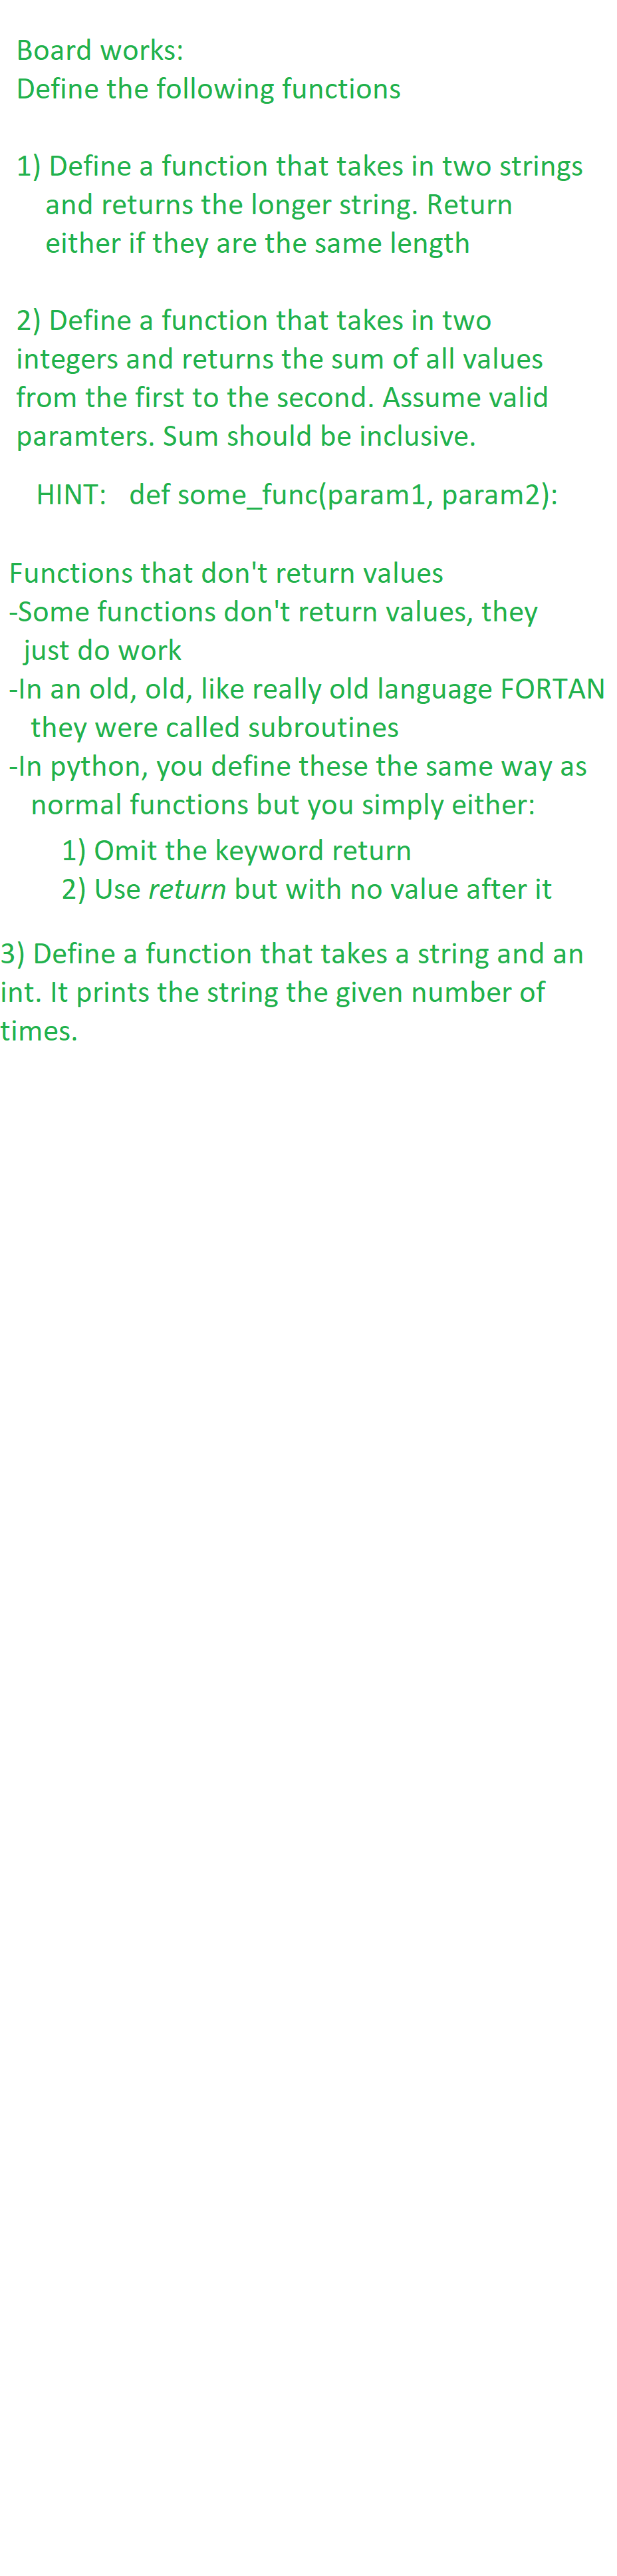 Board works:
Define the following functions
1) Define a function that takes in two strings
and returns the longer string. Return
either if they are the same length
2) Define a function that takes in two
integers and returns the sum of all values
from the first to the second. Assume valid
paramters. Sum should be inclusive.
HINT: def some_func(param1, param2):
Functions that don't return values
-Some functions don't return values, they
just do work
-In an old, old, like really old language FORTAN
they were called subroutines
-In python, you define these the same way as
normal functions but you simply either:
1) Omit the keyword return
2) Use return but with no value after it
3) Define a function that takes a string and an
int. It prints the string the given number of
times.